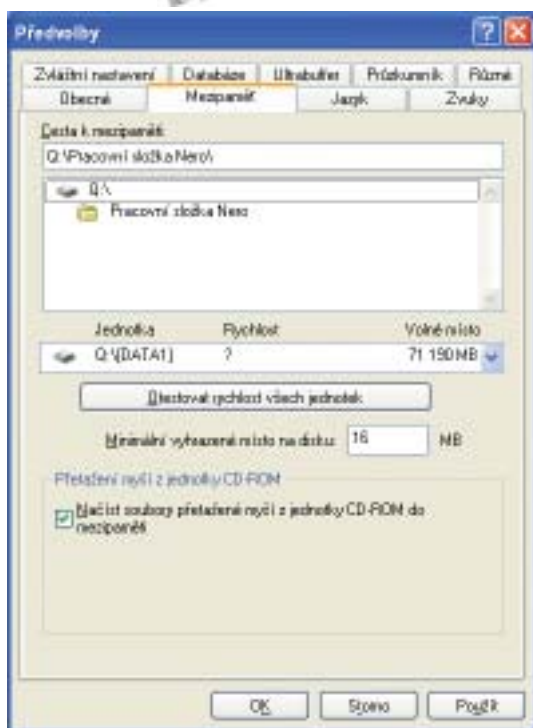 Předvolby
Zvláštní nastavení Databáze Ultrabuffer Průzkumník Různé
Obecné Mezipaměť Jazyk Zvuky
Cesta k mezipaměti
Q:\Pracovní složka Nero\
Q:\
Pracovní složka Nero
Jednotka Rychlost Volné místo
Q:\[DATA1] ? 71 190 MB
Otestovat rychlost všech jednotek
Minimální vyhrazené místo na disku: 16 MB
Přetažení myší z jednotky CD-ROM
Načíst soubory přetažené myší z jednotky CD-ROM do
mezipaměti
OK Storno Použít